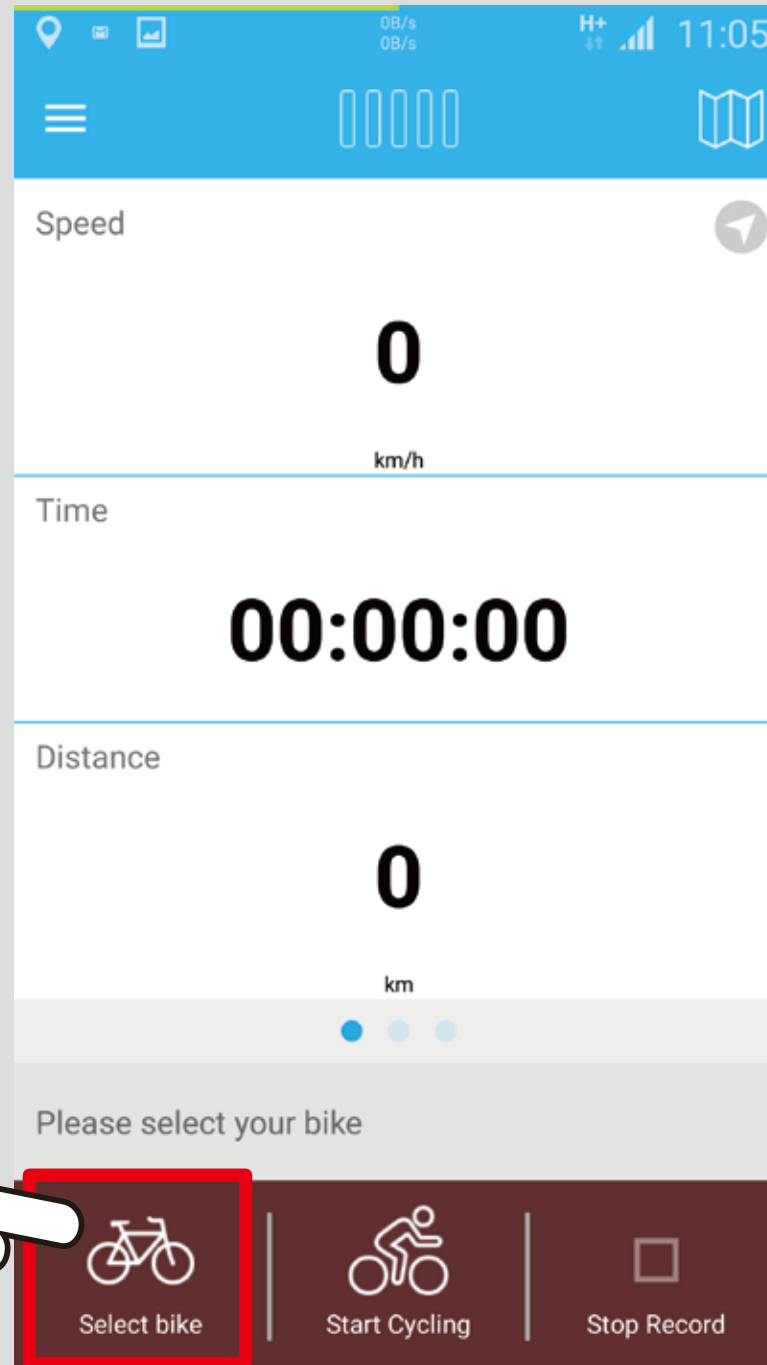 0B/s
0B/s
H+
11:05
Speed
0
km/h
Time
00:00:00
Distance
0
km
Please select your bike
Select bike
Start Cycling
Stop Record